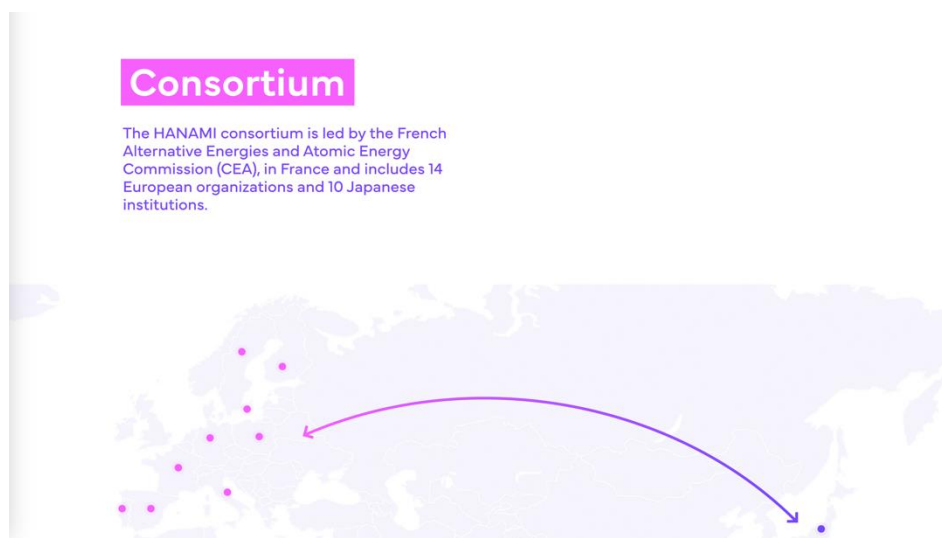 Consortium
The HANAMI consortium is led by the French
Alternative Energies and Atomic Energy
Commission (CEA), in France and includes 14
European organizations and 10 Japanese
institutions.